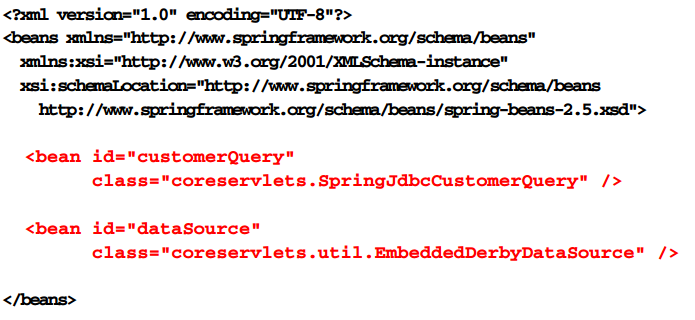 <?xml version="1.0" encoding="UTF-8"?>
<beans xmlns="http://www.springframework.org/schema/beans"
xmlns:xsi="http://www.w3.org/2001/XMLSchema-instance"
xsi:schemaLocation="http://www.springframework.org/schema/beans
http://www.springframework.org/schema/beans/spring-beans-2.5.xsd">
<bean id="customerQuery"
class="coreservlets.SpringJdbcCustomerQuery" />
<bean id="dataSource"
class="coreservlets.util.EmbeddedDerbyDataSource" />
</beans>